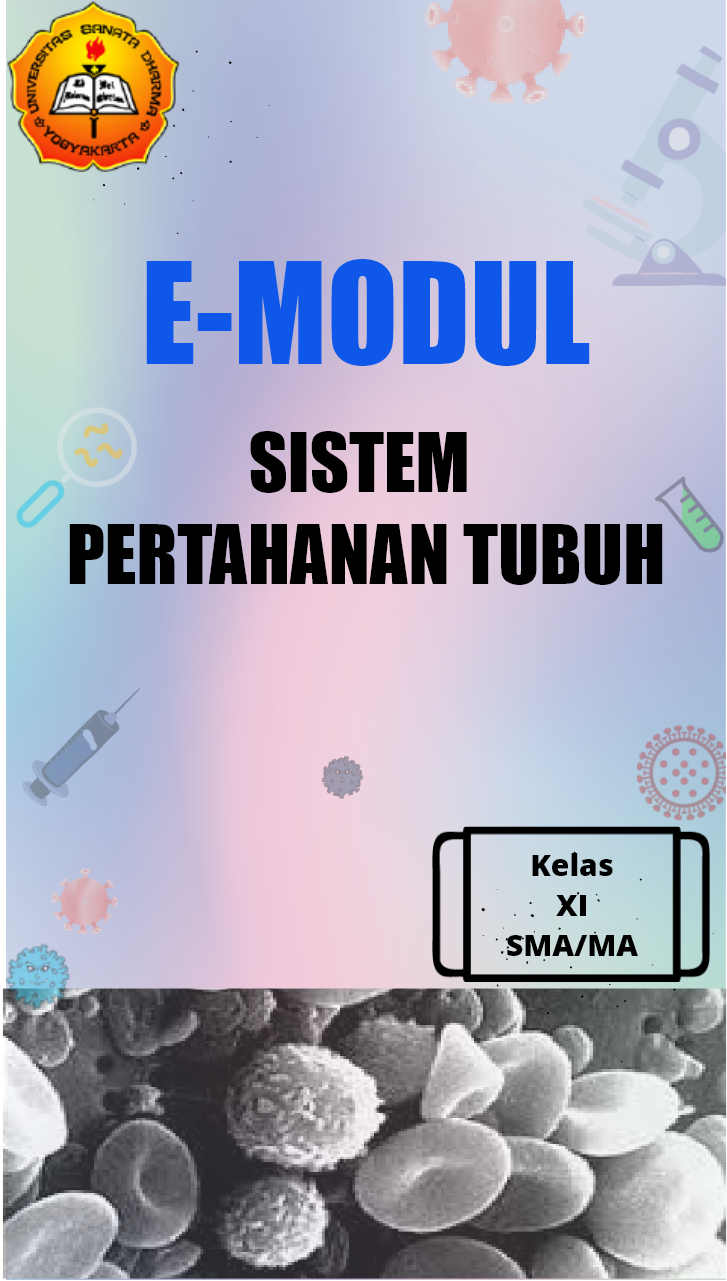 UNIVERSITAS SANATA DHARMA
YOGYAKARTA
E-MODUL
SISTEM
PERTAHANAN TUBUH
Kelas
XI
SMA/MA